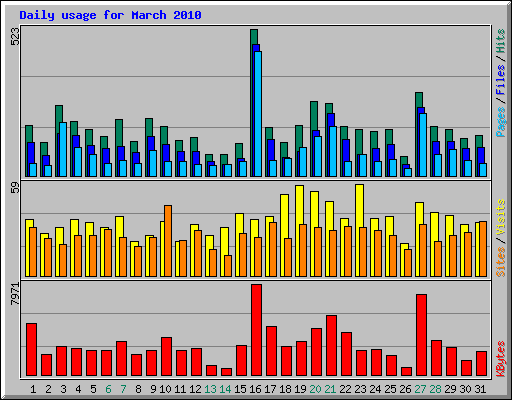 Daily usage for March 2010
523
Pages / Files / Hits
59
Sites / Visits
7971
KBytes
1 2 3 4 5 6 7 8 9 10 11 12 13 14 15 16 17 18 19 20 21 22 23 24 25 26 27 28 29 30 31